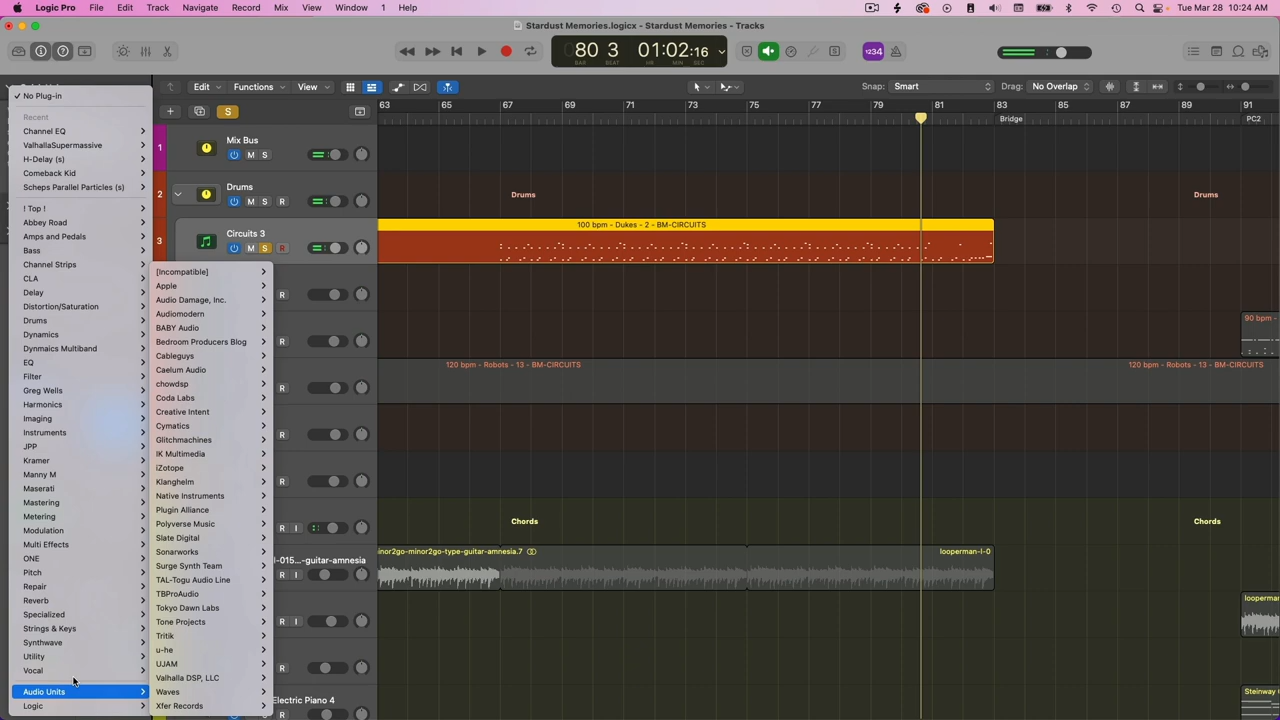 Logic Pro File Edit Track Navigate Record Mix View Window 1 Help Tue Mar 28 10:24 AM
Stardust Memories.logicx - Stardust Memories - Tracks
80 3 01:02:16
BAR BEAT HR MIN SEC
1234
Edit Functions View Snap: Smart Drag: No Overlap
S
63 65 67 69 71 73 75 77 79 81 83 85 87 89 91
Bridge PC2
✓ No Plug-in
Recent
Channel EQ
ValhallaSupermassive
H-Delay (s)
Comeback Kid
Scheps Parallel Particles (s)
! Top !
Abbey Road
Amps and Pedals
Bass
Channel Strips
CLA
Delay
Distortion/Saturation
Drums
Dynamics
Dynmaics Multiband
EQ
Filter
Greg Wells
Harmonics
Imaging
Instruments
JPP
Kramer
Manny M
Maserati
Mastering
Metering
Modulation
Multi Effects
ONE
Pitch
Repair
Reverb
Specialized
Strings & Keys
Synthwave
Utility
Vocal
Audio Units
Logic
[Incompatible]
Apple
Audio Damage, Inc.
Audiomodern
BABY Audio
Bedroom Producers Blog
Cableguys
Caelum Audio
chowdsp
Coda Labs
Creative Intent
Cymatics
Glitchmachines
IK Multimedia
iZotope
Klanghelm
Native Instruments
Plugin Alliance
Polyverse Music
Slate Digital
Sonarworks
Surge Synth Team
TAL-Togu Audio Line
TBProAudio
Tokyo Dawn Labs
Tone Projects
Tritik
u-he
UJAM
Valhalla DSP, LLC
Waves
Xfer Records
1 Mix Bus
M S
2 Drums
M S R
Drums Drums
3 Circuits 3
M S R
100 bpm - Dukes - 2 - BM-CIRCUITS
R
90 bpm -
R
120 bpm - Robots - 13 - BM-CIRCUITS 120 bpm - Robots - 13 - BM-CIRCUITS
R
R
R
R I
Chords Chords
l-015...-guitar-amnesia
R I
inor2go-minor2go-type-guitar-amnesia.7 looperman-l-0
R I
looperman
R
Electric Piano 4
R
Steinway